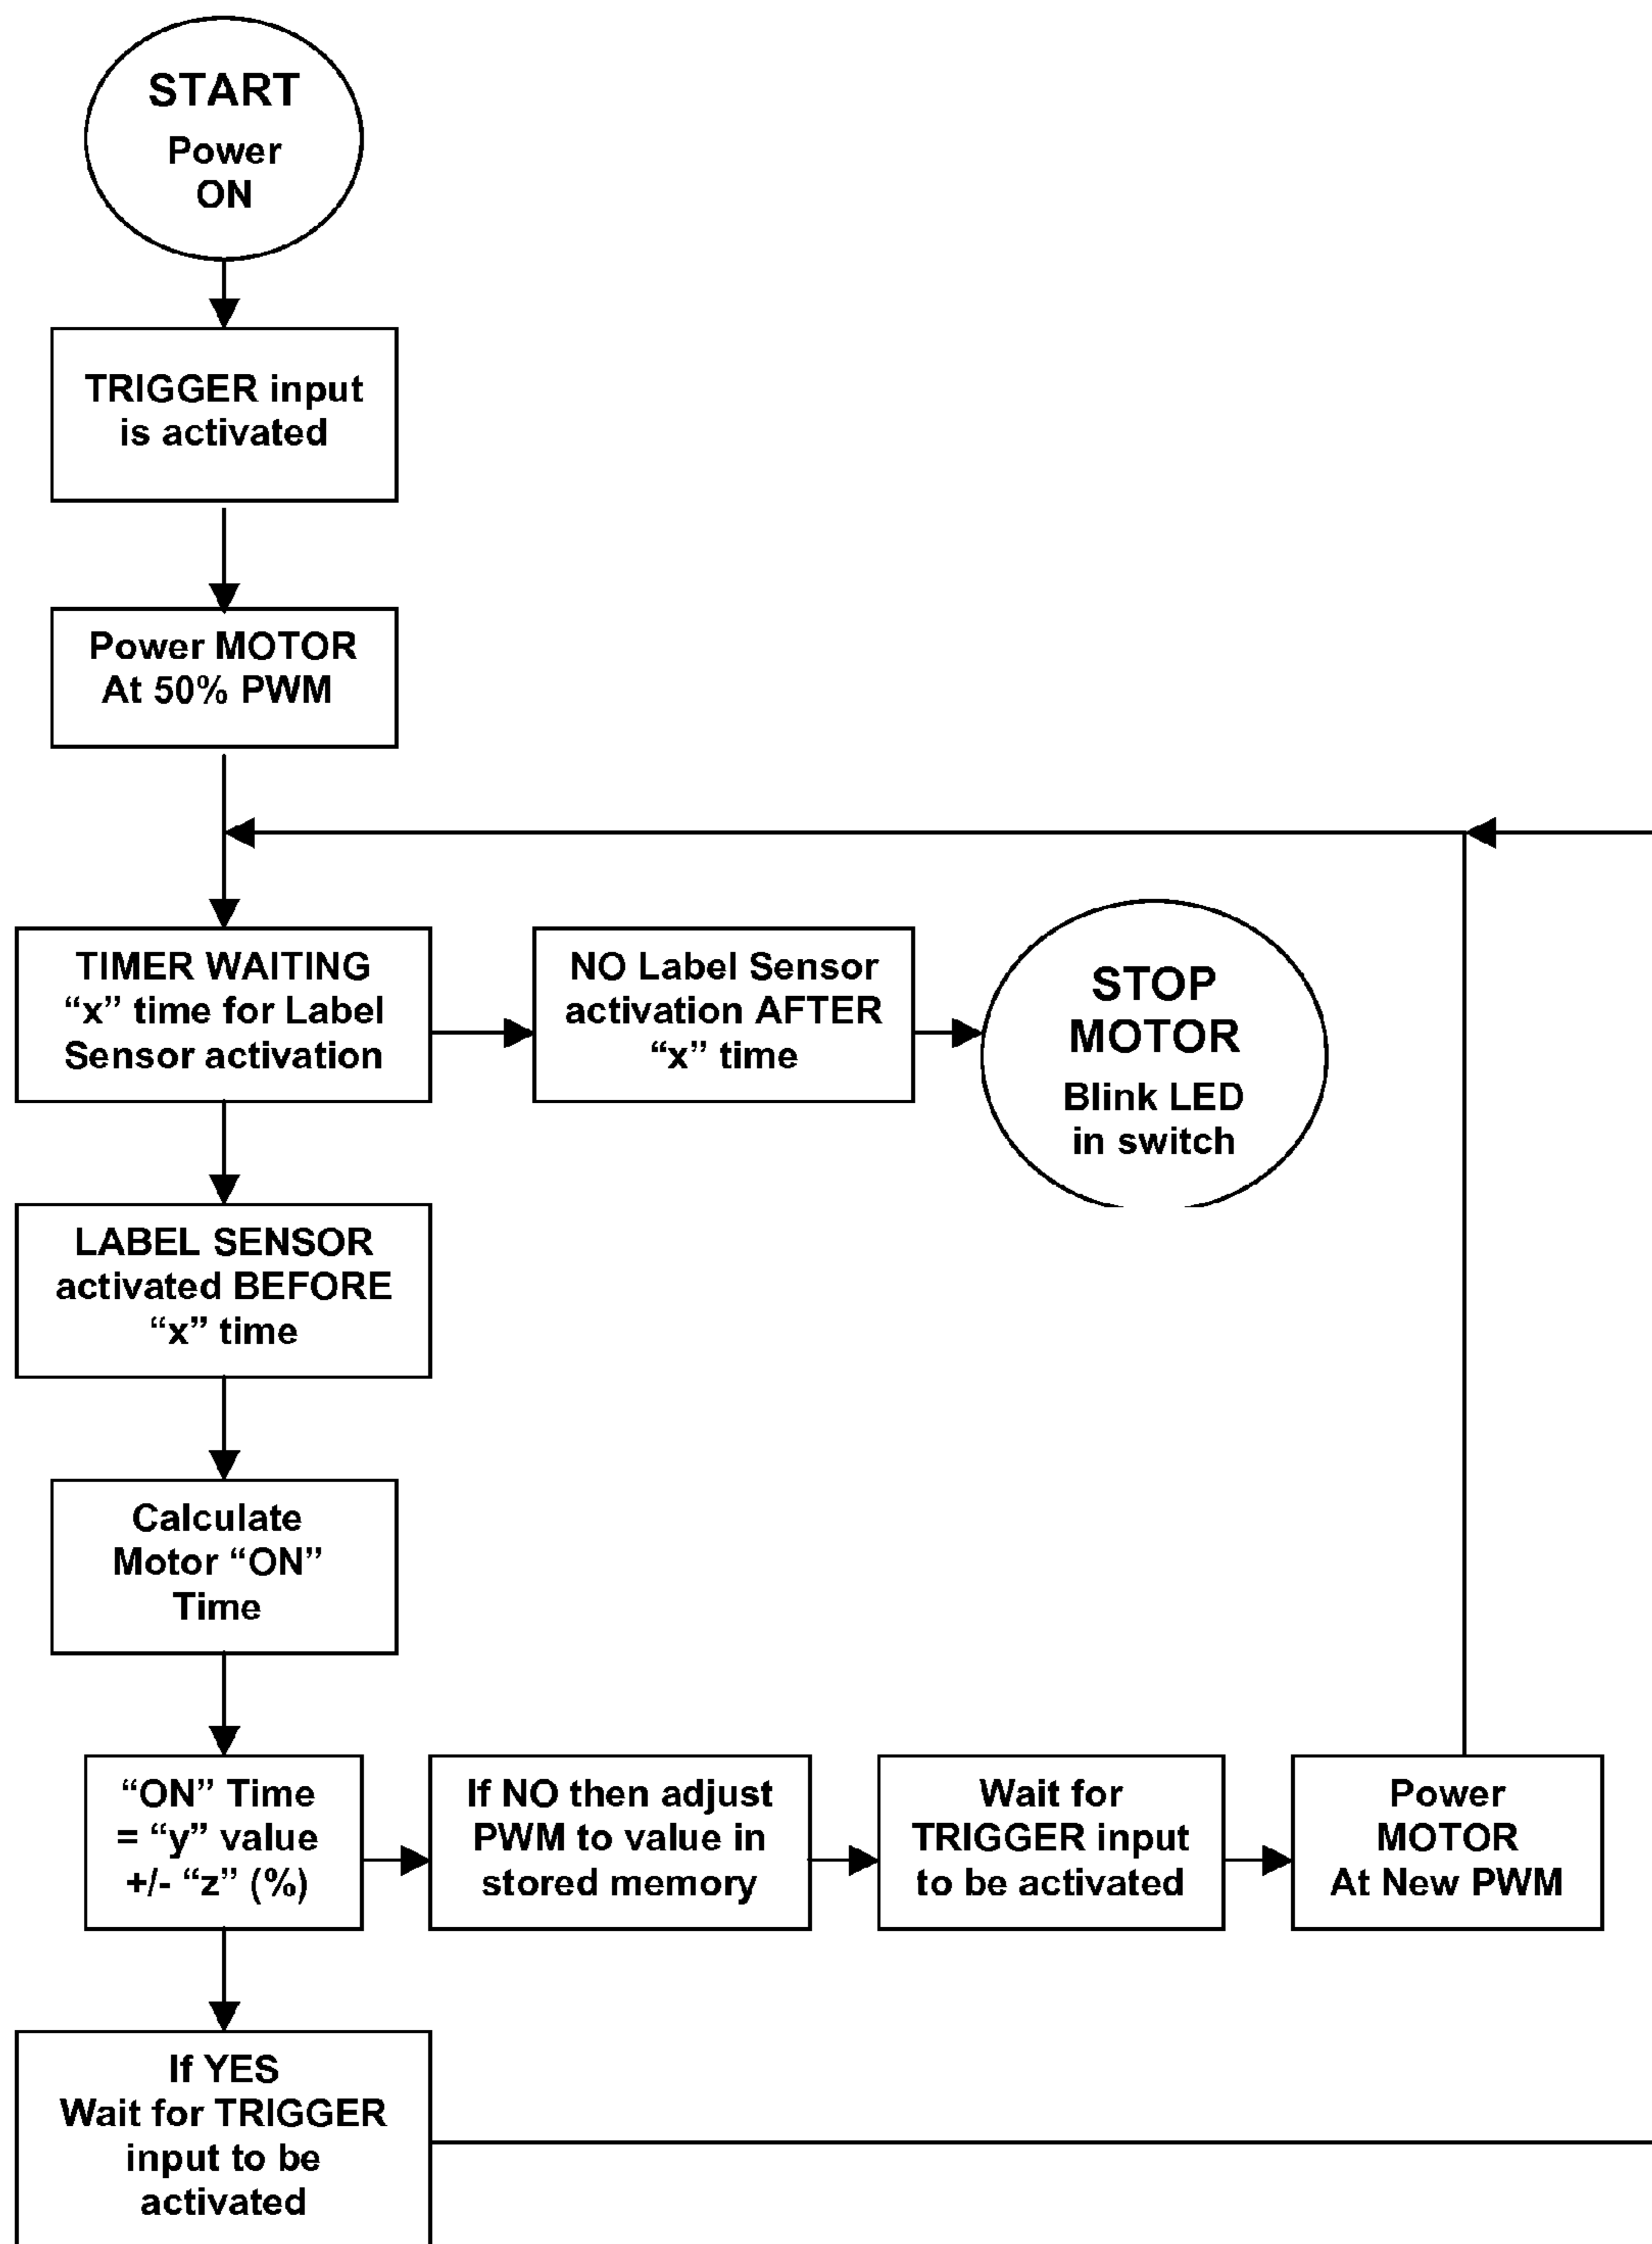 START
Power
ON
TRIGGER input
is activated
Power MOTOR
At 50% PWM
TIMER WAITING
“x” time for Label
Sensor activation
NO Label Sensor
activation AFTER
“x” time
STOP
MOTOR
Blink LED
in switch
LABEL SENSOR
activated BEFORE
“x” time
Calculate
Motor “ON”
Time
“ON” Time
= “y” value
+/- “z” (%)
If NO then adjust
PWM to value in
stored memory
Wait for
TRIGGER input
to be activated
Power
MOTOR
At New PWM
If YES
Wait for TRIGGER
input to be
activated